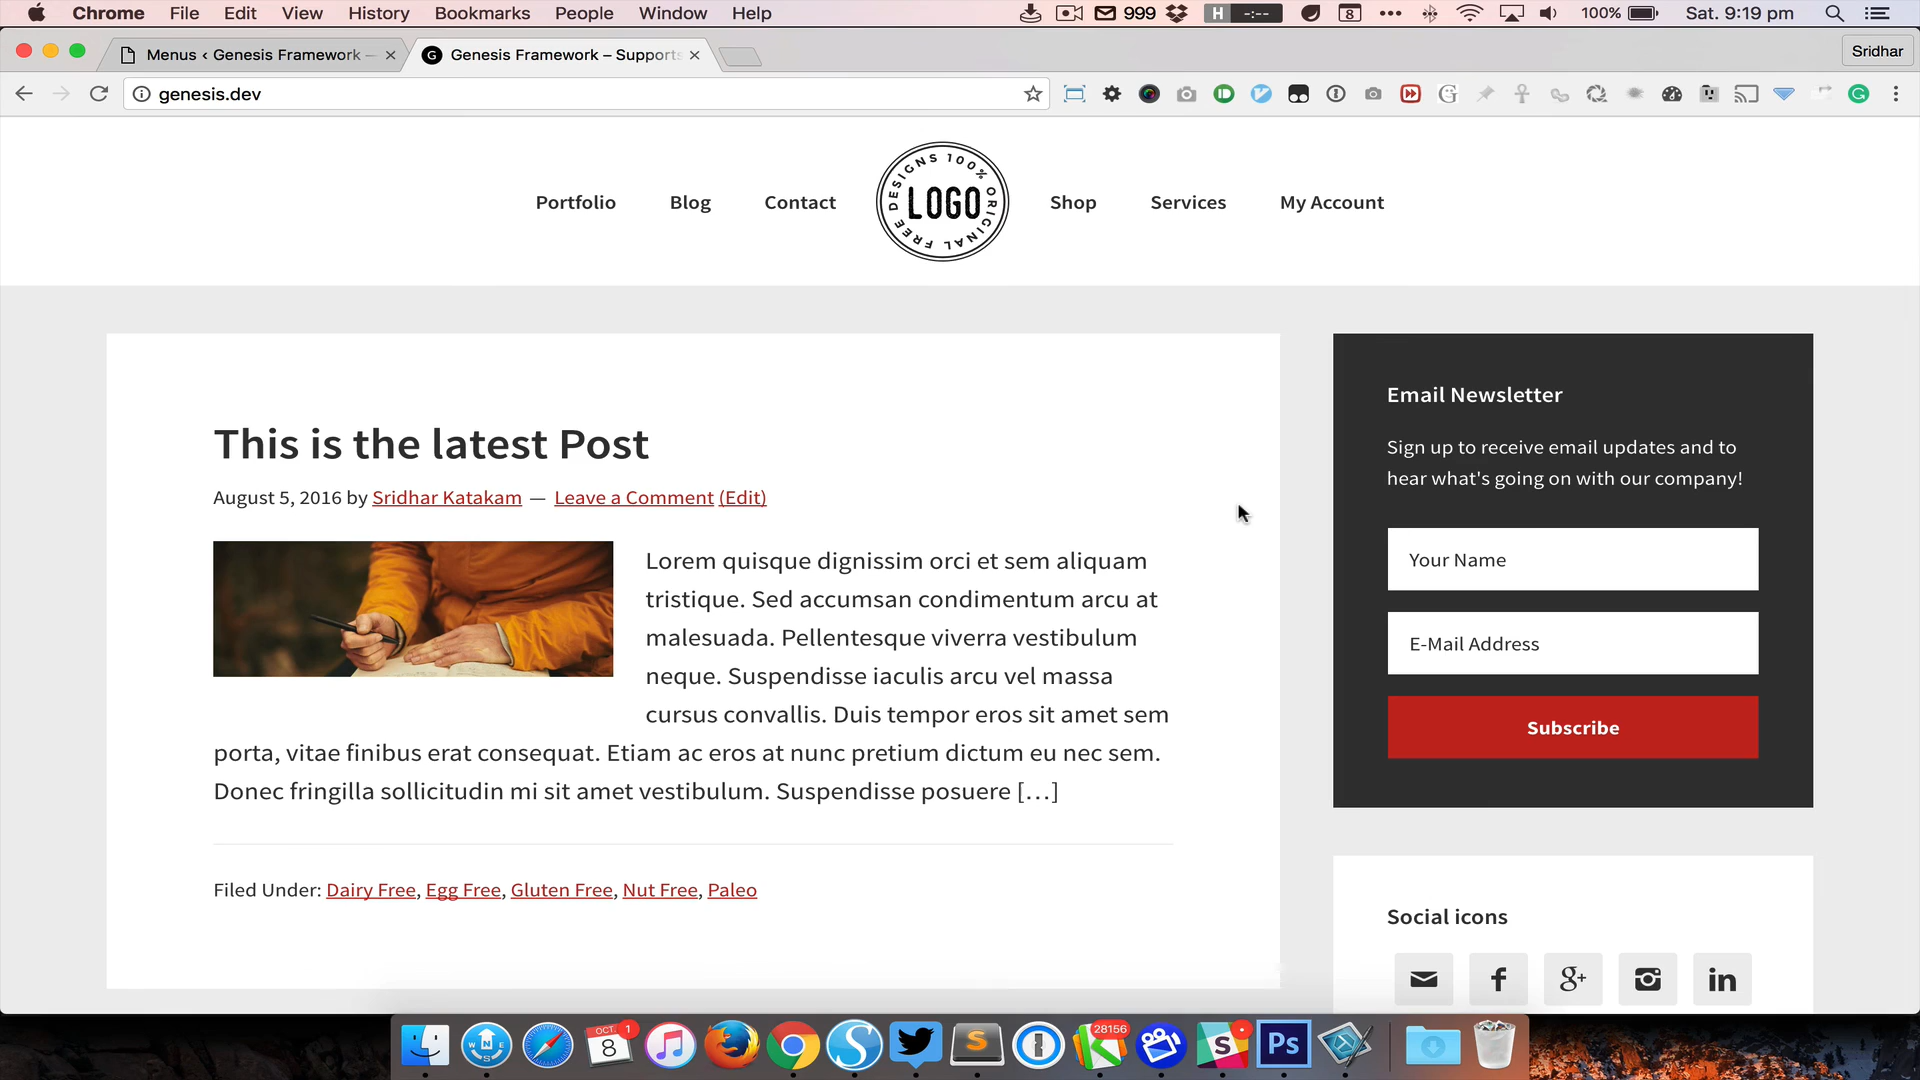 Chrome File Edit View History Bookmarks People Window Help 999 H -:-- 8 100% Sat. 9:19 pm
Menus ‹ Genesis Framework — Genesis Framework – Supports Sridhar
genesis.dev
Portfolio Blog Contact Shop Services My Account
FREE DESIGNS 100% ORIGINAL
LOGO
This is the latest Post
August 5, 2016 by Sridhar Katakam — Leave a Comment (Edit)
Lorem quisque dignissim orci et sem aliquam
tristique. Sed accumsan condimentum arcu at
malesuada. Pellentesque viverra vestibulum
neque. Suspendisse iaculis arcu vel massa
cursus convallis. Duis tempor eros sit amet sem
porta, vitae finibus erat consequat. Etiam ac eros at nunc pretium dictum eu nec sem.
Donec fringilla sollicitudin mi sit amet vestibulum. Suspendisse posuere […]
Filed Under: Dairy Free, Egg Free, Gluten Free, Nut Free, Paleo
Email Newsletter
Sign up to receive email updates and to
hear what's going on with our company!
Your Name
E-Mail Address
Subscribe
Social icons
f g+ in
OCT 8 1 S 28156 K S Ps